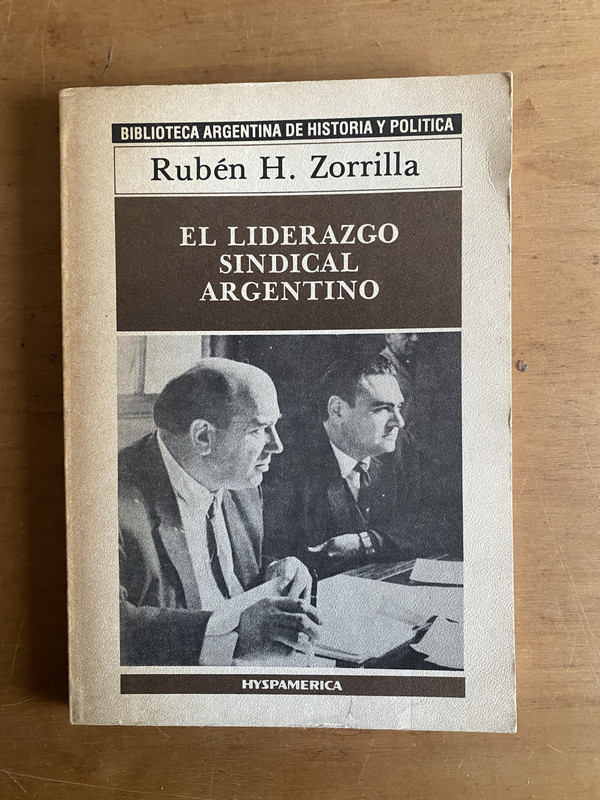 BIBLIOTECA ARGENTINA DE HISTORIA Y POLITICA
Rubén H. Zorrilla
EL LIDERAZGO
SINDICAL
ARGENTINO
HYSPAMERICA